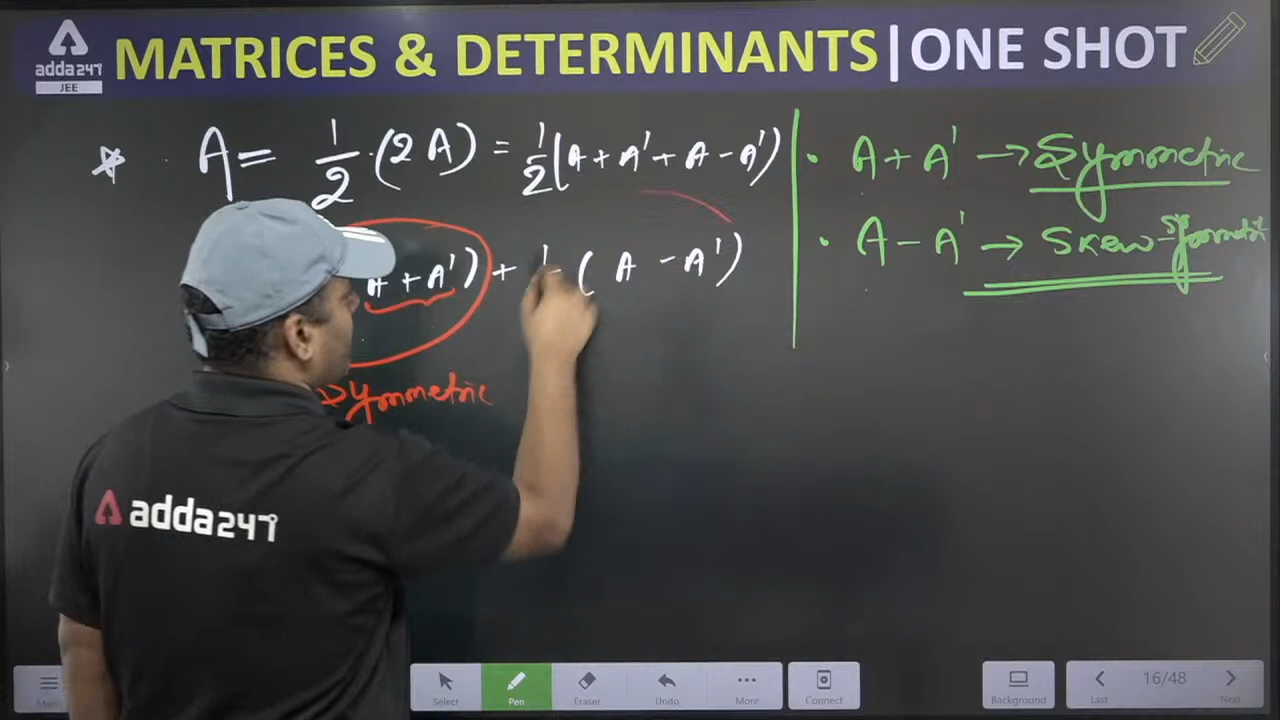 adda247
JEE
MATRICES & DETERMINANTS | ONE SHOT
A = 1/2 · (2A) = 1/2 (A + A' + A - A')
A + A') + 1/ (A - A')
Symmetric
· A + A' → Symmetric
· A - A' → Skew-Symmetric
adda247
Select
Pen
Eraser
Undo
More
Connect
Background
Last
16/48
Next